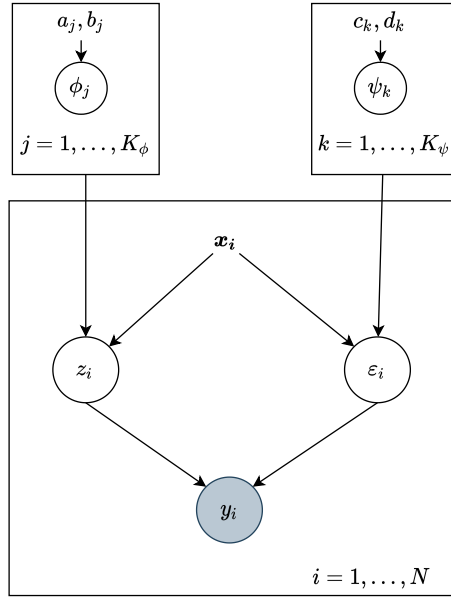 a_j, b_j
ϕ_j
j = 1, . . . , K_ϕ
c_k, d_k
ψ_k
k = 1, . . . , K_ψ
x_i
z_i
ε_i
y_i
i = 1, . . . , N